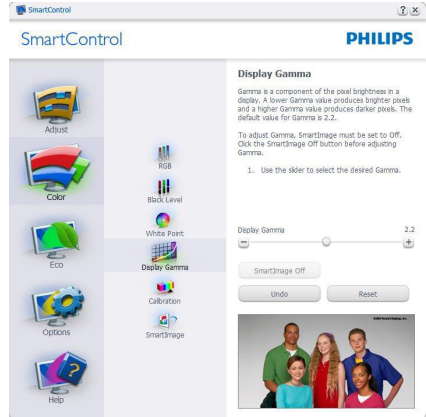 SmartControl
SmartControl
PHILIPS
Adjust
Color
Eco
Options
Help
RGB
Black Level
White Point
Display Gamma
Calibration
SmartImage
Display Gamma
Gamma is a component of the pixel brightness in a
display. A lower Gamma value produces brighter pixels
and a higher Gamma value produces darker pixels. The
default value for Gamma is 2.2.
To adjust Gamma, SmartImage must be set to Off.
Click the SmartImage Off button before adjusting
Gamma.
1. Use the slider to select the desired Gamma.
Display Gamma 2.2
SmartImage Off
Undo Reset